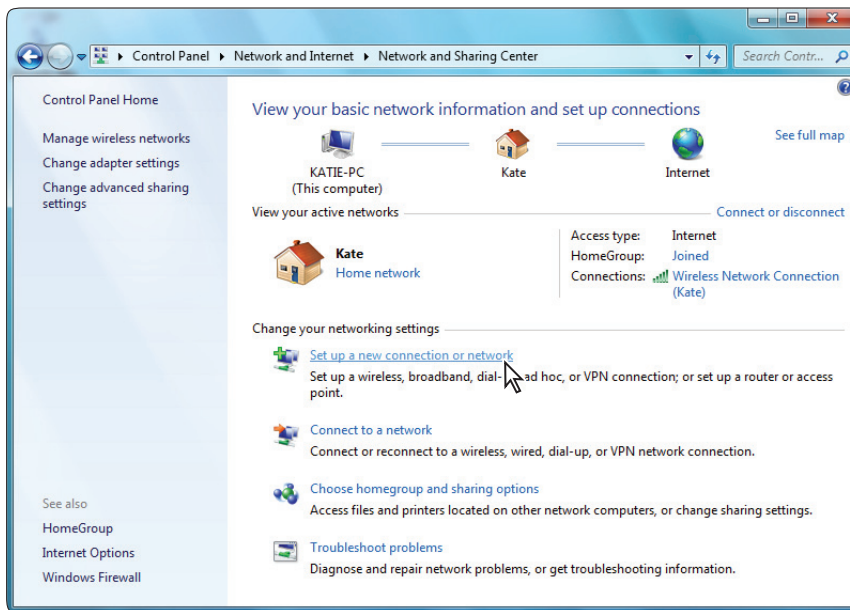 Control Panel Network and Internet Network and Sharing Center Search Contr...
Control Panel Home
Manage wireless networks
Change adapter settings
Change advanced sharing
settings
View your basic network information and set up connections
See full map
KATIE-PC Kate Internet
(This computer)
View your active networks Connect or disconnect
Kate
Home network
Access type: Internet
HomeGroup: Joined
Connections: Wireless Network Connection
(Kate)
Change your networking settings
Set up a new connection or network
Set up a wireless, broadband, dial- ad hoc, or VPN connection; or set up a router or access
point.
Connect to a network
Connect or reconnect to a wireless, wired, dial-up, or VPN network connection.
Choose homegroup and sharing options
Access files and printers located on other network computers, or change sharing settings.
Troubleshoot problems
Diagnose and repair network problems, or get troubleshooting information.
See also
HomeGroup
Internet Options
Windows Firewall